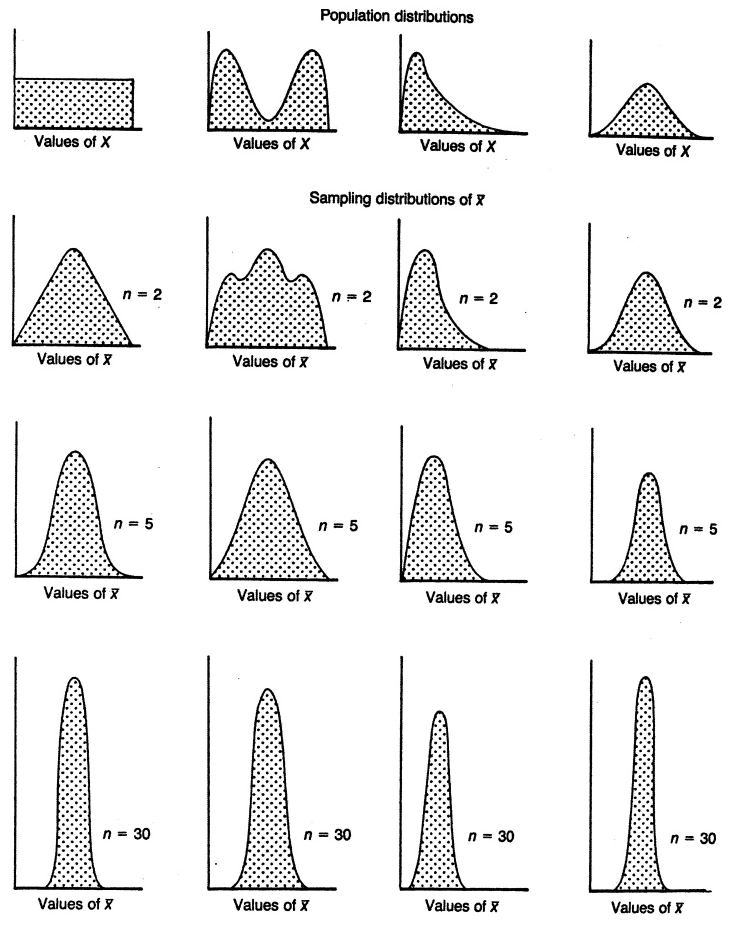 Population distributions
Values of X
Values of X
Values of X
Values of X
Sampling distributions of x̄
n = 2
n = 2
n = 2
n = 2
Values of x̄
Values of x̄
Values of x̄
Values of x̄
n = 5
n = 5
n = 5
n = 5
Values of x̄
Values of x̄
Values of x̄
Values of x̄
n = 30
n = 30
n = 30
n = 30
Values of x̄
Values of x̄
Values of x̄
Values of x̄